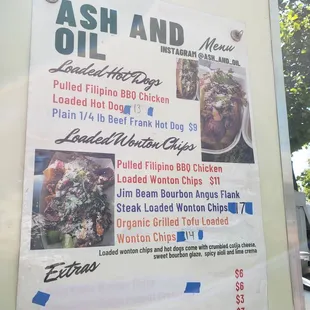 ASH AND
OIL
Menu
INSTAGRAM @ASH_AND_OIL
Loaded Hot Dogs
Pulled Filipino BBQ Chicken
Loaded Hot Dog
Plain 1/4 lb Beef Frank Hot Dog $9
Loaded Wonton Chips
Pulled Filipino BBQ Chicken
Loaded Wonton Chips $11
Jim Beam Bourbon Angus Flank
Steak Loaded Wonton Chips 17
Organic Grilled Tofu Loaded
Wonton Chips 14
Loaded wonton chips and hot dogs come with crumbled cotija cheese,
sweet bourbon glaze, spicy aioli and lime crema
Extras
$6
$6
$3
$3